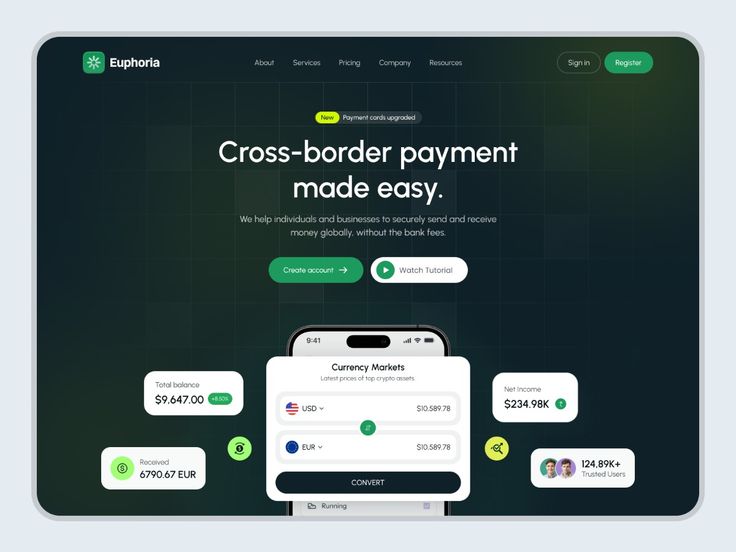 Euphoria
About
Services
Pricing
Company
Resources
Sign in
Register
New
Payment cards upgraded
Cross-border payment
made easy.
We help individuals and businesses to securely send and receive
money globally, without the bank fees.
Create account
Watch Tutorial
9:41
Currency Markets
Latest prices of top crypto assets
USD
$10.589.78
EUR
$10.589.78
CONVERT
Running
Total balance
$9,647.00
+8.50%
Received
6790.67 EUR
Net Income
$234.98K
124,89K+
Trusted Users